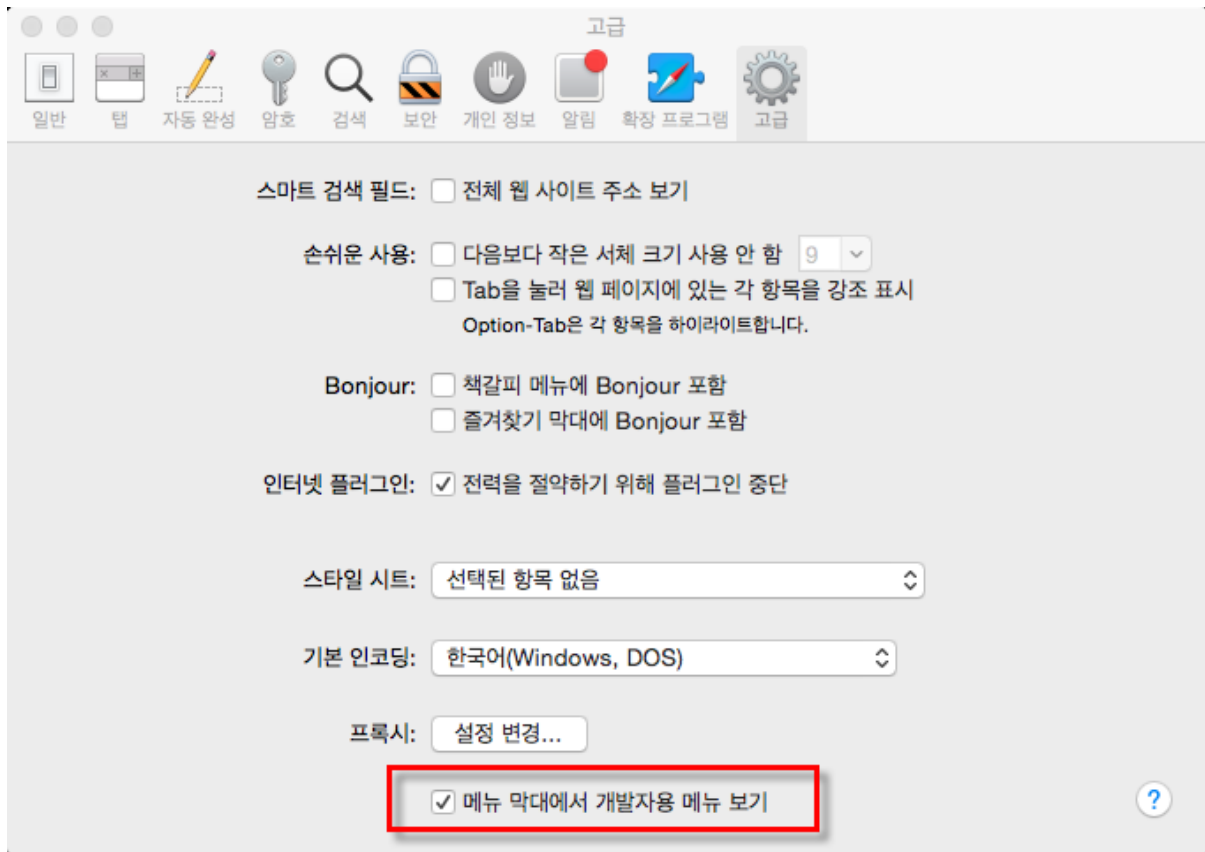 고급
일반 탭 자동 완성 암호 검색 보안 개인 정보 알림 확장 프로그램 고급
스마트 검색 필드: 전체 웹 사이트 주소 보기
손쉬운 사용: 다음보다 작은 서체 크기 사용 안 함 9
Tab을 눌러 웹 페이지에 있는 각 항목을 강조 표시
Option-Tab은 각 항목을 하이라이트합니다.
Bonjour: 책갈피 메뉴에 Bonjour 포함
즐겨찾기 막대에 Bonjour 포함
인터넷 플러그인: 전력을 절약하기 위해 플러그인 중단
스타일 시트: 선택된 항목 없음
기본 인코딩: 한국어(Windows, DOS)
프록시: 설정 변경...
메뉴 막대에서 개발자용 메뉴 보기
?